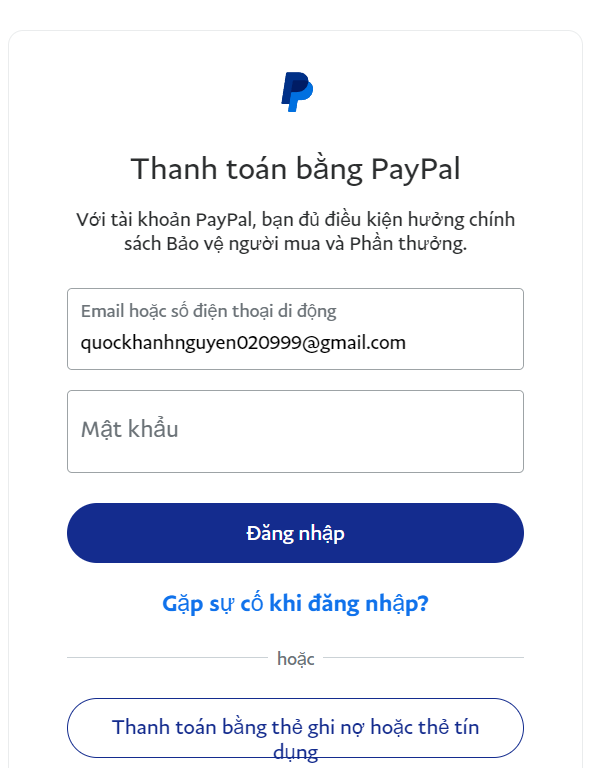 Thanh toán bằng PayPal
Với tài khoản PayPal, bạn đủ điều kiện hưởng chính
sách Bảo vệ người mua và Phần thưởng.
Email hoặc số điện thoại di động
quockhanhnguyen020999@gmail.com
Mật khẩu
Đăng nhập
Gặp sự cố khi đăng nhập?
hoặc
Thanh toán bằng thẻ ghi nợ hoặc thẻ tín
dụng